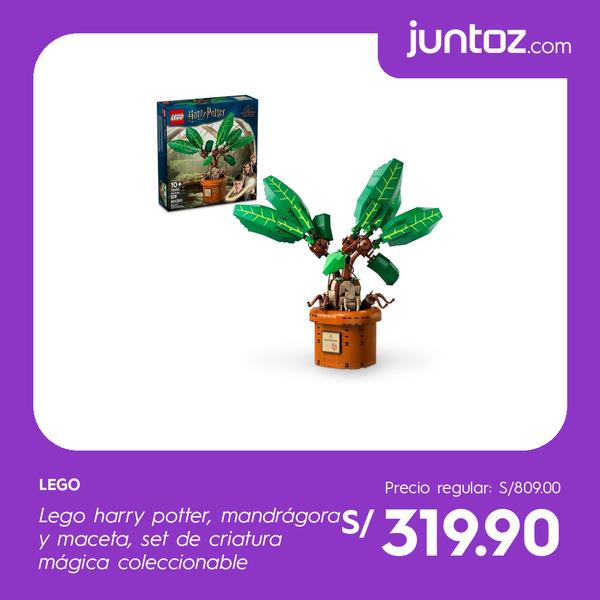 juntoz.com
LEGO
Harry Potter
10+
579
LEGO
Precio regular: S/809.00
Lego harry potter, mandrágora
y maceta, set de criatura
mágica coleccionable
S/ 319.90